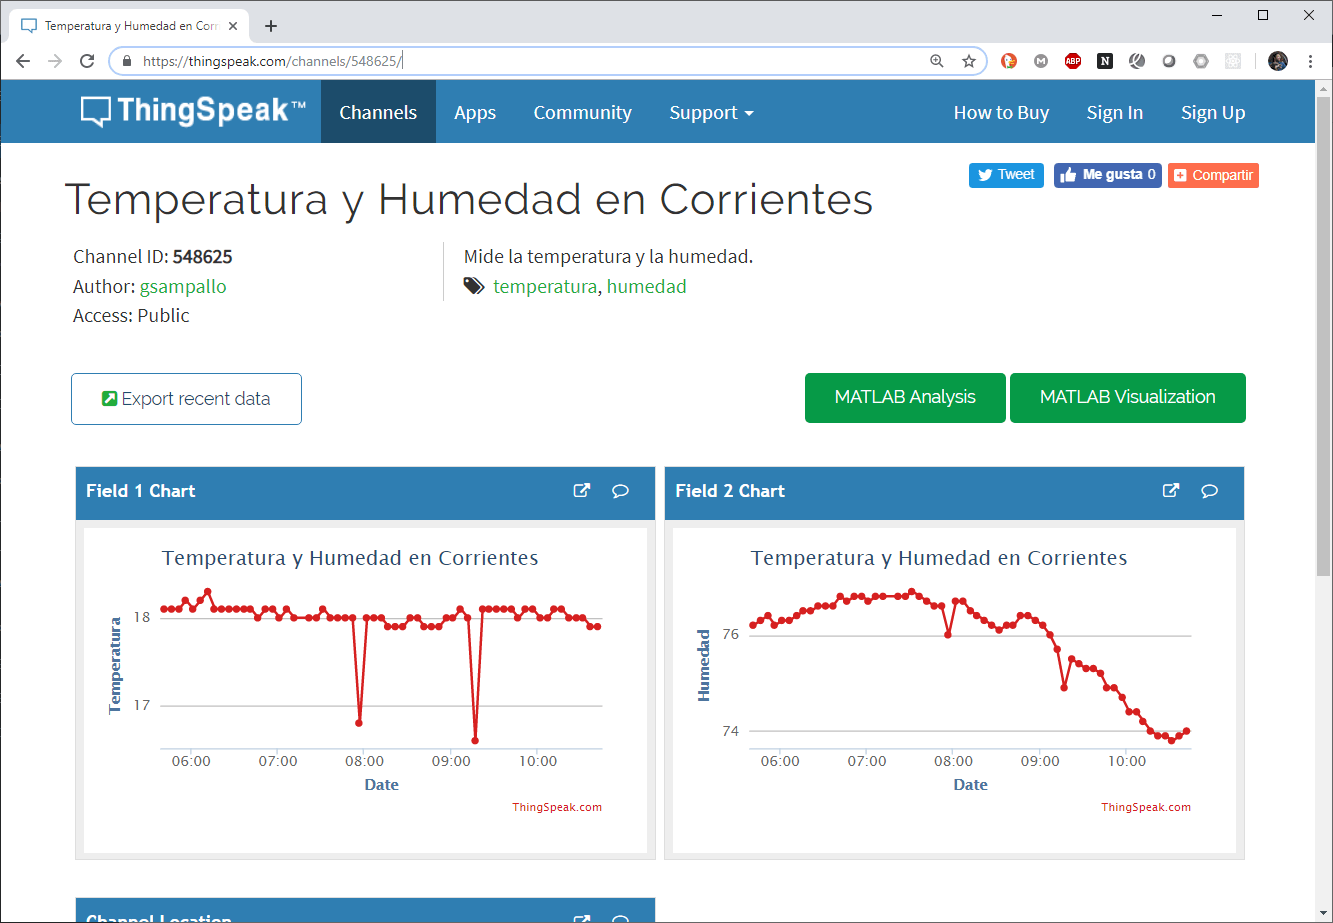 Temperatura y Humedad en Corr
https://thingspeak.com/channels/548625/
ABP
M
N
ThingSpeak™
Channels
Apps
Community
Support
How to Buy
Sign In
Sign Up
Tweet
Me gusta 0
Compartir
Temperatura y Humedad en Corrientes
Channel ID: 548625
Author: gsampallo
Access: Public
Mide la temperatura y la humedad.
temperatura, humedad
Export recent data
MATLAB Analysis
MATLAB Visualization
Field 1 Chart
Temperatura y Humedad en Corrientes
Temperatura
18
17
06:00 07:00 08:00 09:00 10:00
Date
ThingSpeak.com
Field 2 Chart
Temperatura y Humedad en Corrientes
Humedad
76
74
06:00 07:00 08:00 09:00 10:00
Date
ThingSpeak.com
Channel Location